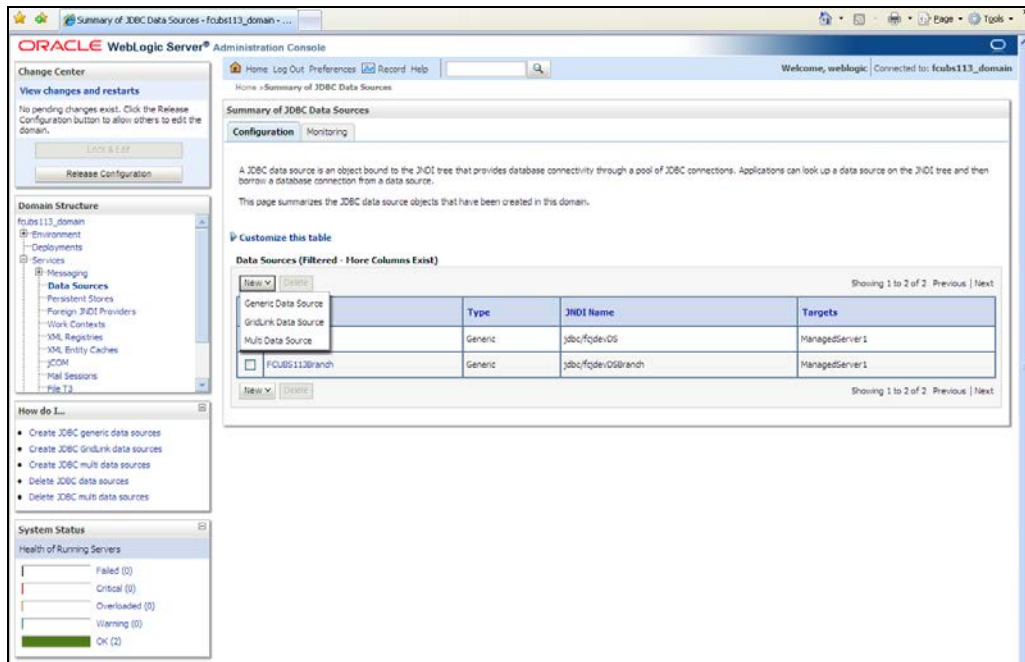 Summary of JDBC Data Sources - fcubs113_domain - ...
Page
Tools
ORACLE WebLogic Server® Administration Console
Change Center
View changes and restarts
No pending changes exist. Click the Release
Configuration button to allow others to edit the
domain.
Lock & Edit
Release Configuration
Domain Structure
fcubs113_domain
Environment
Deployments
Services
Messaging
Data Sources
Persistent Stores
Foreign JNDI Providers
Work Contexts
XML Registries
XML Entity Caches
jCOM
Mail Sessions
File T3
How do I...
Create JDBC generic data sources
Create JDBC GridLink data sources
Create JDBC multi data sources
Delete JDBC data sources
Delete JDBC multi data sources
System Status
Health of Running Servers
Failed (0)
Critical (0)
Overloaded (0)
Warning (0)
OK (2)
Home Log Out Preferences Record Help
Welcome, weblogic Connected to: fcubs113_domain
Home >Summary of JDBC Data Sources
Summary of JDBC Data Sources
Configuration Monitoring
A JDBC data source is an object bound to the JNDI tree that provides database connectivity through a pool of JDBC connections. Applications can look up a data source on the JNDI tree and then
borrow a database connection from a data source.
This page summarizes the JDBC data source objects that have been created in this domain.
Customize this table
Data Sources (Filtered - More Columns Exist)
New Delete Showing 1 to 2 of 2 Previous | Next
Generic Data Source
GridLink Data Source
Multi Data Source
Type JNDI Name Targets
Generic jdbc/fcjdevDS ManagedServer1
FCUBS113Branch Generic jdbc/fcjdevDSBranch ManagedServer1
New Delete Showing 1 to 2 of 2 Previous | Next